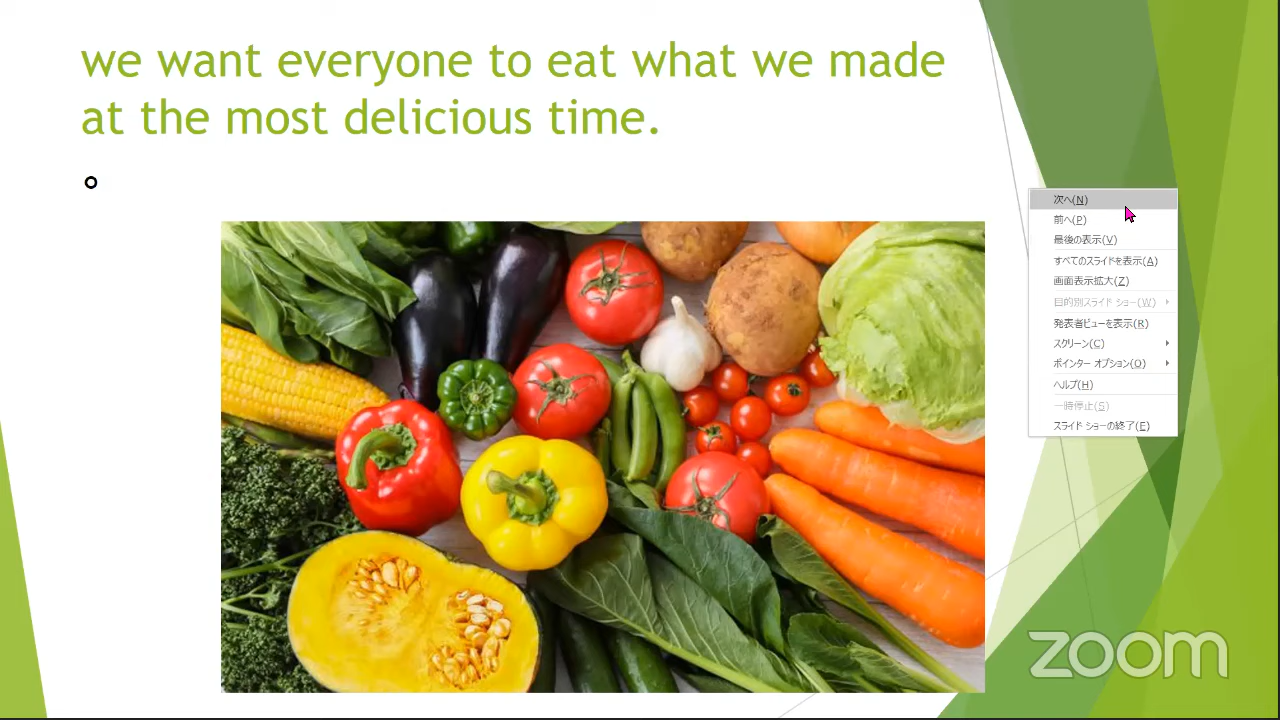 we want everyone to eat what we made
at the most delicious time.
次へ(N)
前へ(P)
最後の表示(V)
すべてのスライドを表示(A)
画面表示拡大(Z)
目的別スライド ショー(W)
発表者ビューを表示(R)
スクリーン(C)
ポインター オプション(O)
ヘルプ(H)
一時停止(S)
スライド ショーの終了(E)
zoom